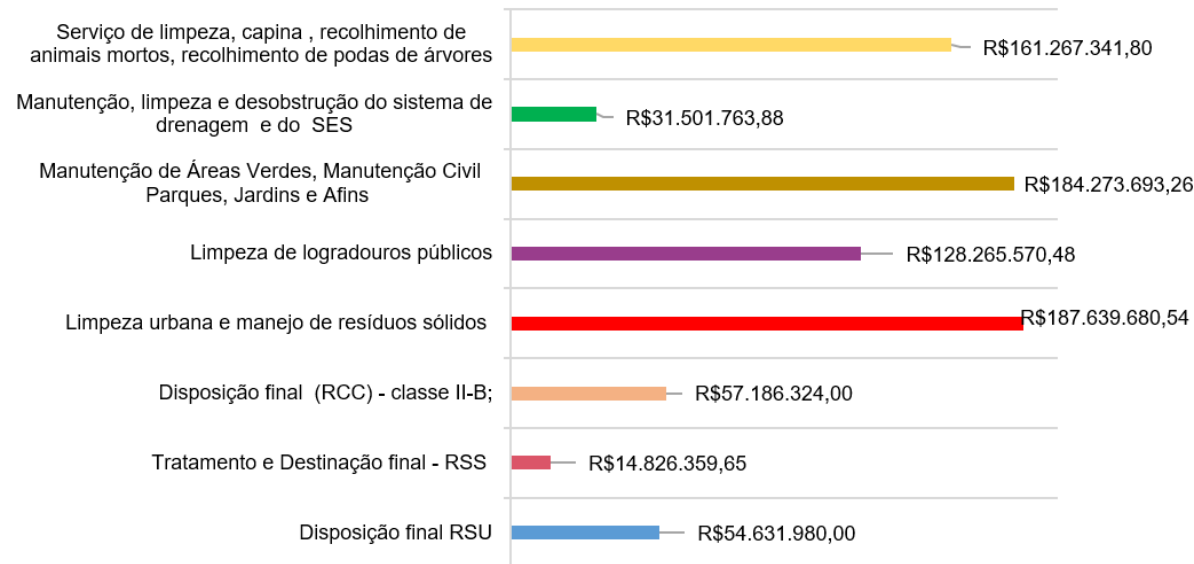 Serviço de limpeza, capina , recolhimento de
animais mortos, recolhimento de podas de árvores
R$161.267.341,80
Manutenção, limpeza e desobstrução do sistema de
drenagem e do SES
R$31.501.763,88
Manutenção de Áreas Verdes, Manutenção Civil
Parques, Jardins e Afins
R$184.273.693,26
Limpeza de logradouros públicos
R$128.265.570,48
Limpeza urbana e manejo de resíduos sólidos
R$187.639.680,54
Disposição final (RCC) - classe II-B;
R$57.186.324,00
Tratamento e Destinação final - RSS
R$14.826.359,65
Disposição final RSU
R$54.631.980,00